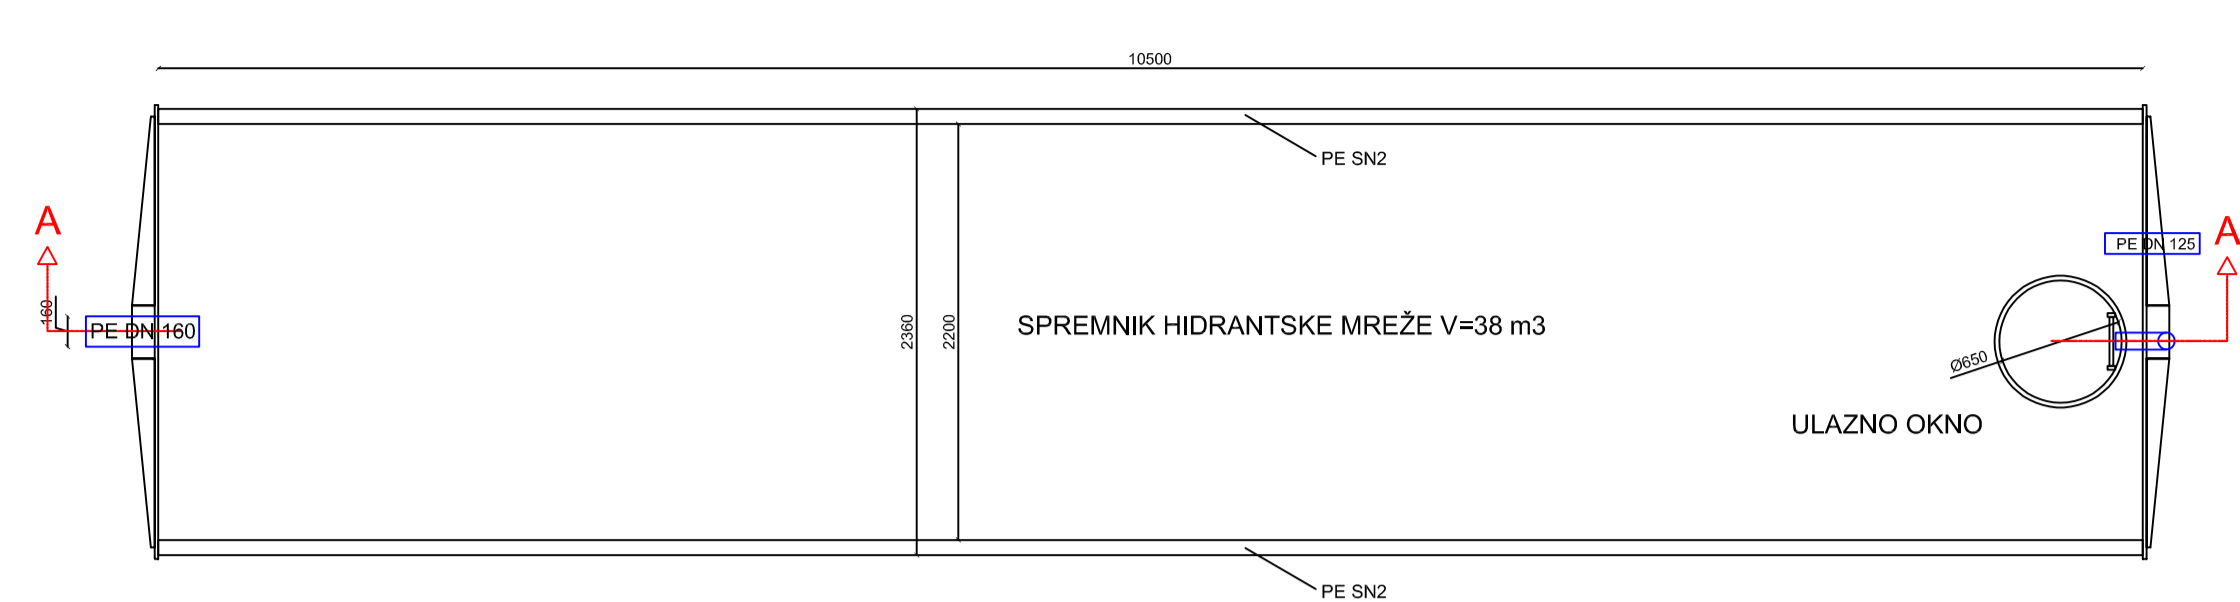 10500
PE SN2
A
A
PE DN 125
160
PE DN 160
2360
2200
SPREMNIK HIDRANTSKE MREŽE V=38 m3
Ø650
ULAZNO OKNO
PE SN2